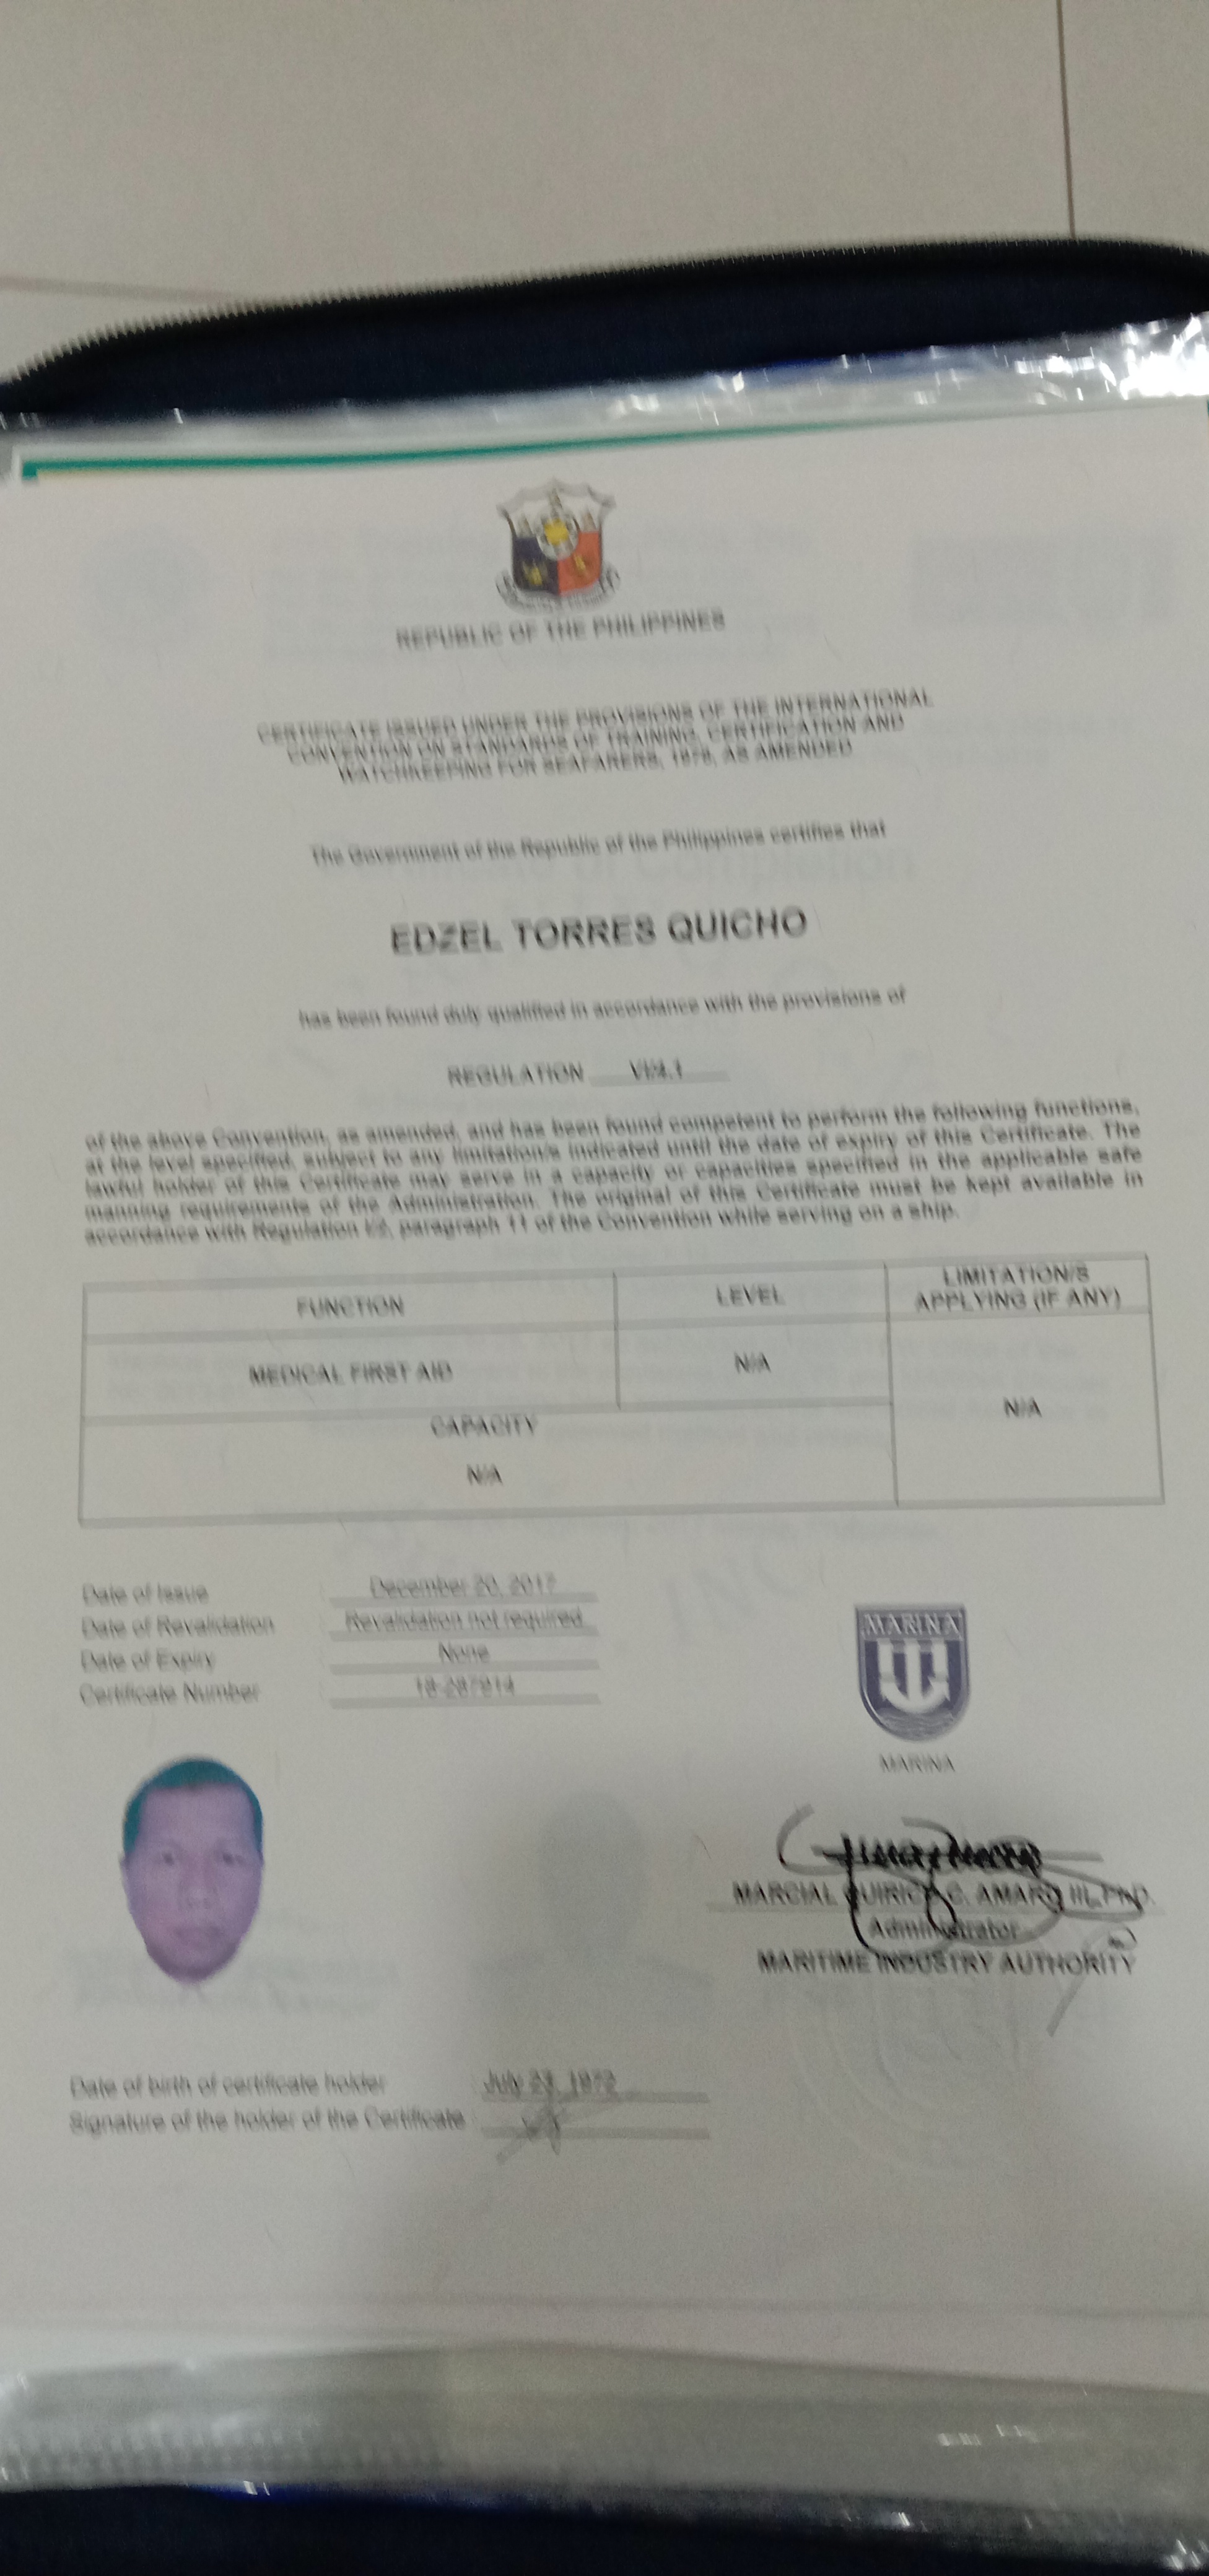 REPUBLIC OF THE PHILIPPINES
CERTIFICATE ISSUED UNDER THE PROVISIONS OF THE INTERNATIONAL
CONVENTION ON STANDARDS OF TRAINING, CERTIFICATION AND
WATCHKEEPING FOR SEAFARERS, 1978, AS AMENDED
The Government of the Republic of the Philippines certifies that
EDZEL TORRES QUICHO
has been found duly qualified in accordance with the provisions of
REGULATION VI/4.1
of the above Convention, as amended, and has been found competent to perform the following functions,
at the level specified, subject to any limitation/s indicated until the date of expiry of this Certificate. The
lawful holder of this Certificate may serve in a capacity or capacities specified in the applicable safe
manning requirements of the Administration. The original of this Certificate must be kept available in
accordance with Regulation I/2, paragraph 11 of the Convention while serving on a ship.
FUNCTION LEVEL LIMITATION/S
APPLYING (IF ANY)
MEDICAL FIRST AID N/A
N/A
CAPACITY
N/A
Date of Issue December 20, 2017
Date of Revalidation Revalidation not required
Date of Expiry None
Certificate Number
MARINA
MARINA
MARCIAL QUIRICO C. AMARO III, PhD.
Administrator
MARITIME INDUSTRY AUTHORITY
Date of birth of certificate holder July 1972
Signature of the holder of the Certificate